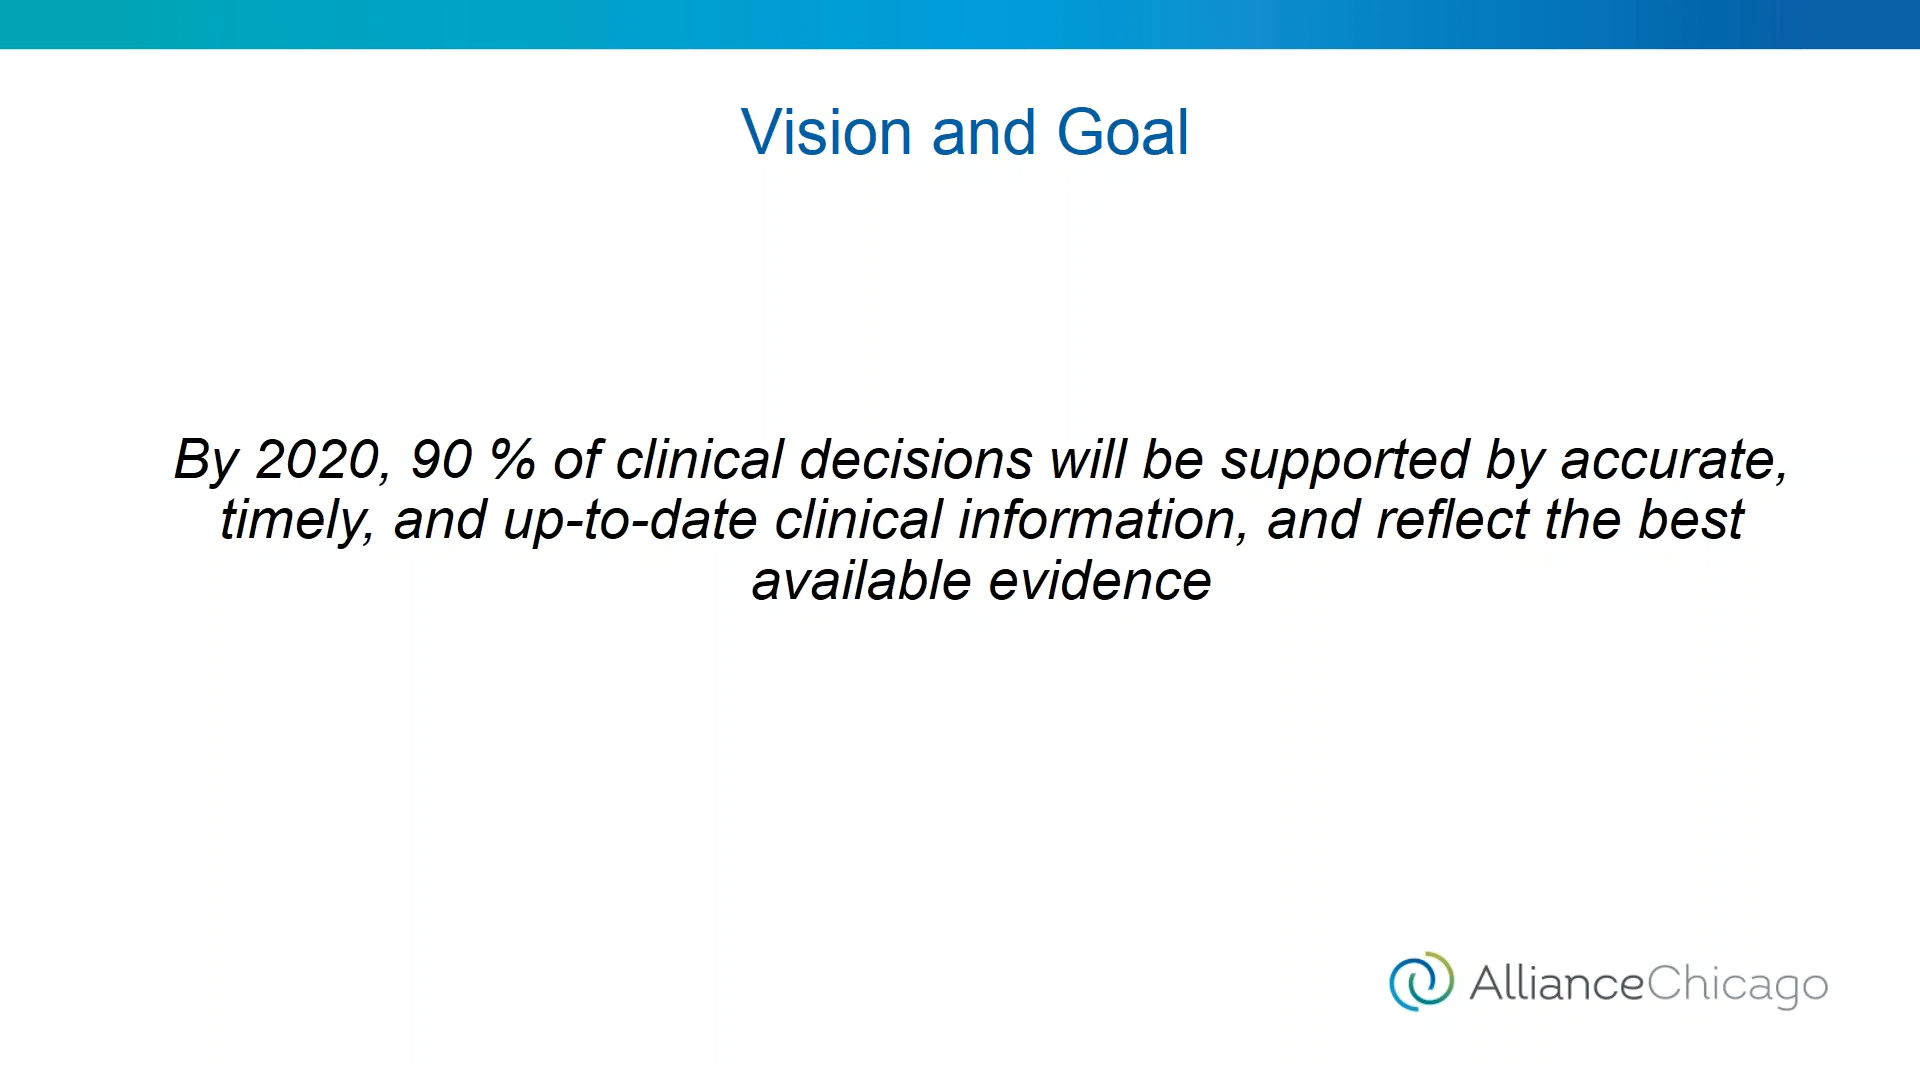 Vision and Goal
By 2020, 90 % of clinical decisions will be supported by accurate,
timely, and up-to-date clinical information, and reflect the best
available evidence
AllianceChicago